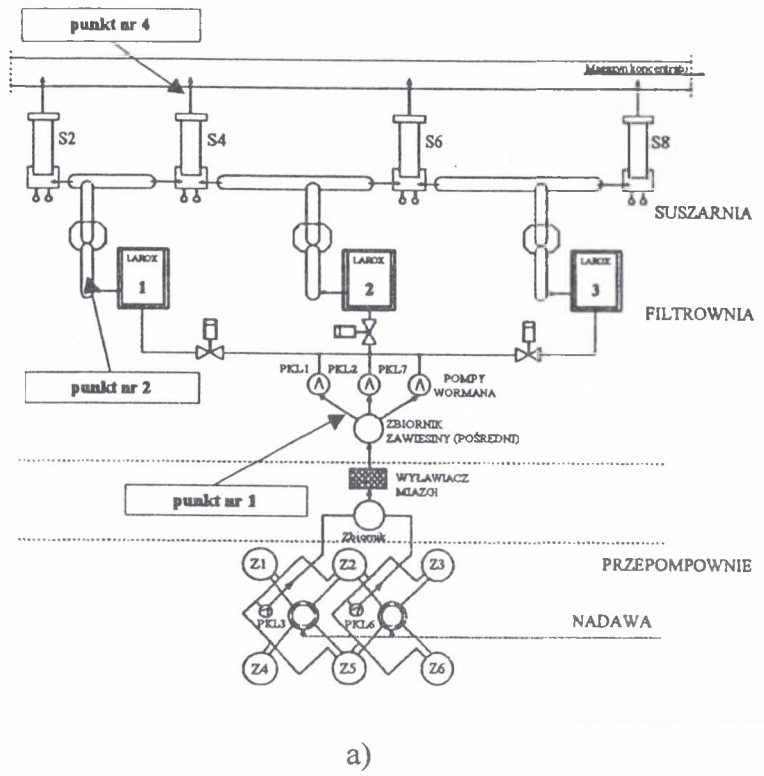 punkt nr 4
Magazyn koncentratu
S2
S4
S6
S8
SUSZARNIA
LAROX
1
LAROX
2
LAROX
3
FILTROWNIA
punkt nr 2
PKL1
PKL2
PKL7
POMPY
WORMANA
ZBIORNIK
ZAWIESINY (POŚREDNI)
punkt nr 1
WYŁAWIACZ
MIAZGI
Zbiornik
Z1
Z2
Z3
PRZEPOMPOWNIE
PKL3
PKL6
NADAWA
Z4
Z5
Z6
a)